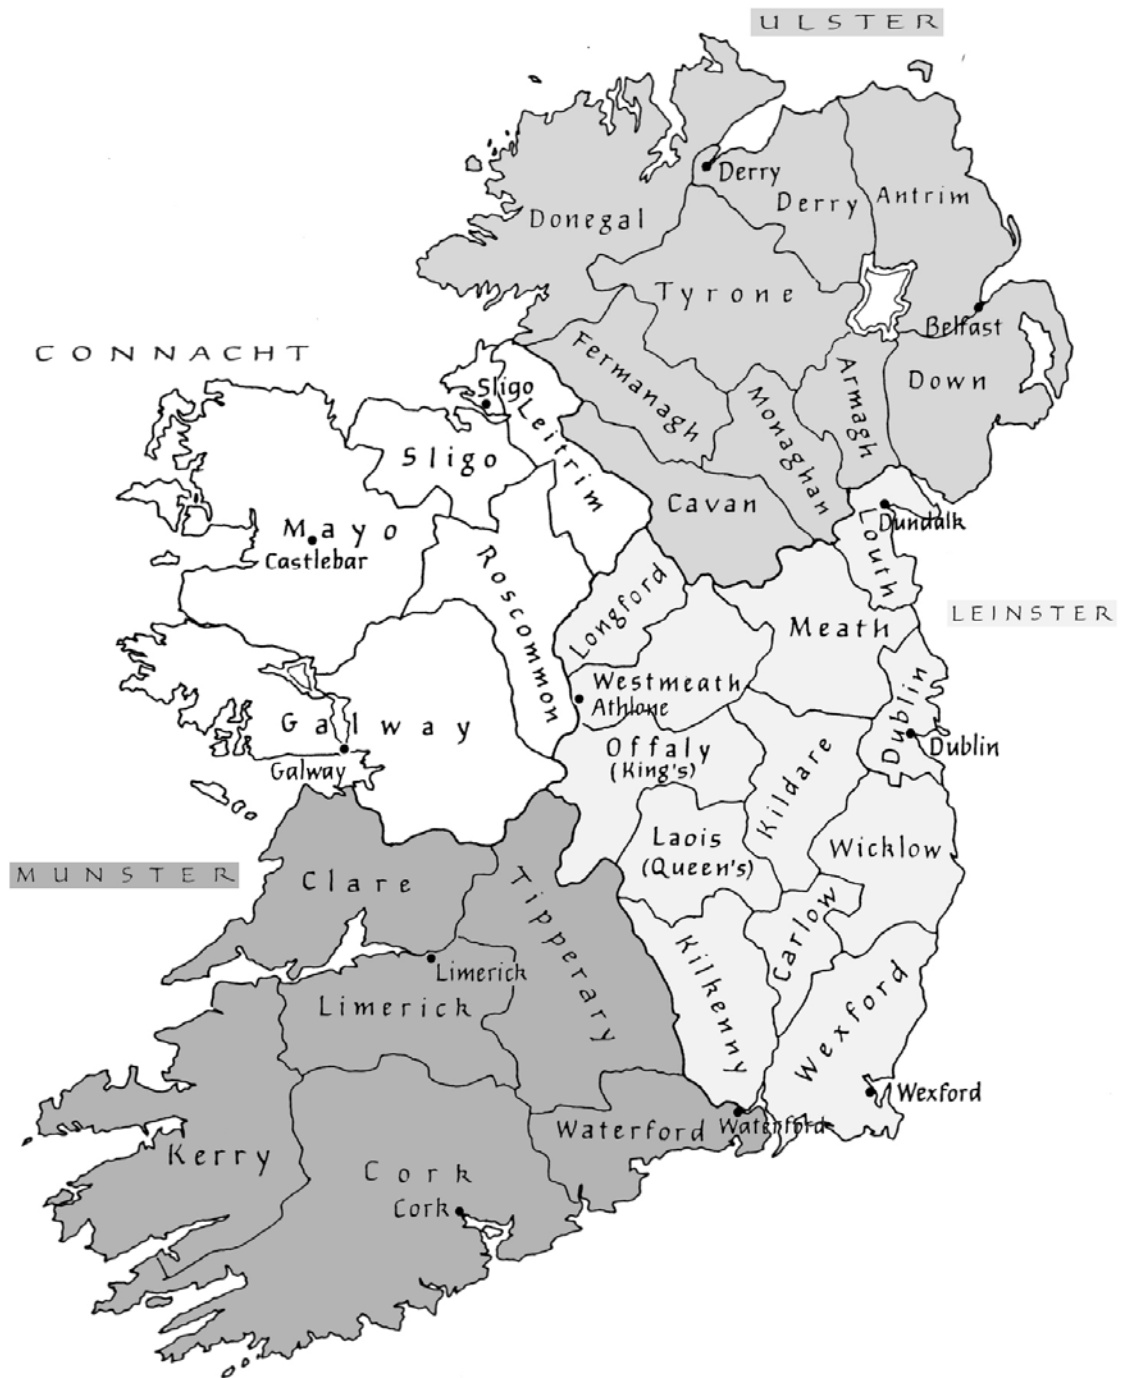 ULSTER
Derry
Derry
Antrim
Donegal
Tyrone
Belfast
Fermanagh
Armagh
Down
Monaghan
CONNACHT
Sligo
Leitrim
Sligo
Cavan
Dundalk
Louth
Mayo
Castlebar
Roscommon
Longford
LEINSTER
Meath
Westmeath
Athlone
Dublin
Dublin
Galway
Galway
Offaly
(King's)
Kildare
Laois
(Queen's)
Wicklow
MUNSTER
Clare
Tipperary
Carlow
Kilkenny
Limerick
Limerick
Wexford
Wexford
Waterford
Waterford
Kerry
Cork
Cork